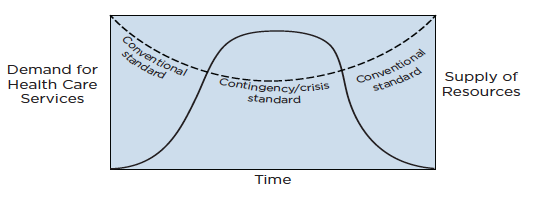 Demand for
Health Care
Services
Conventional
standard
Contingency/crisis
standard
Conventional
standard
Supply of
Resources
Time